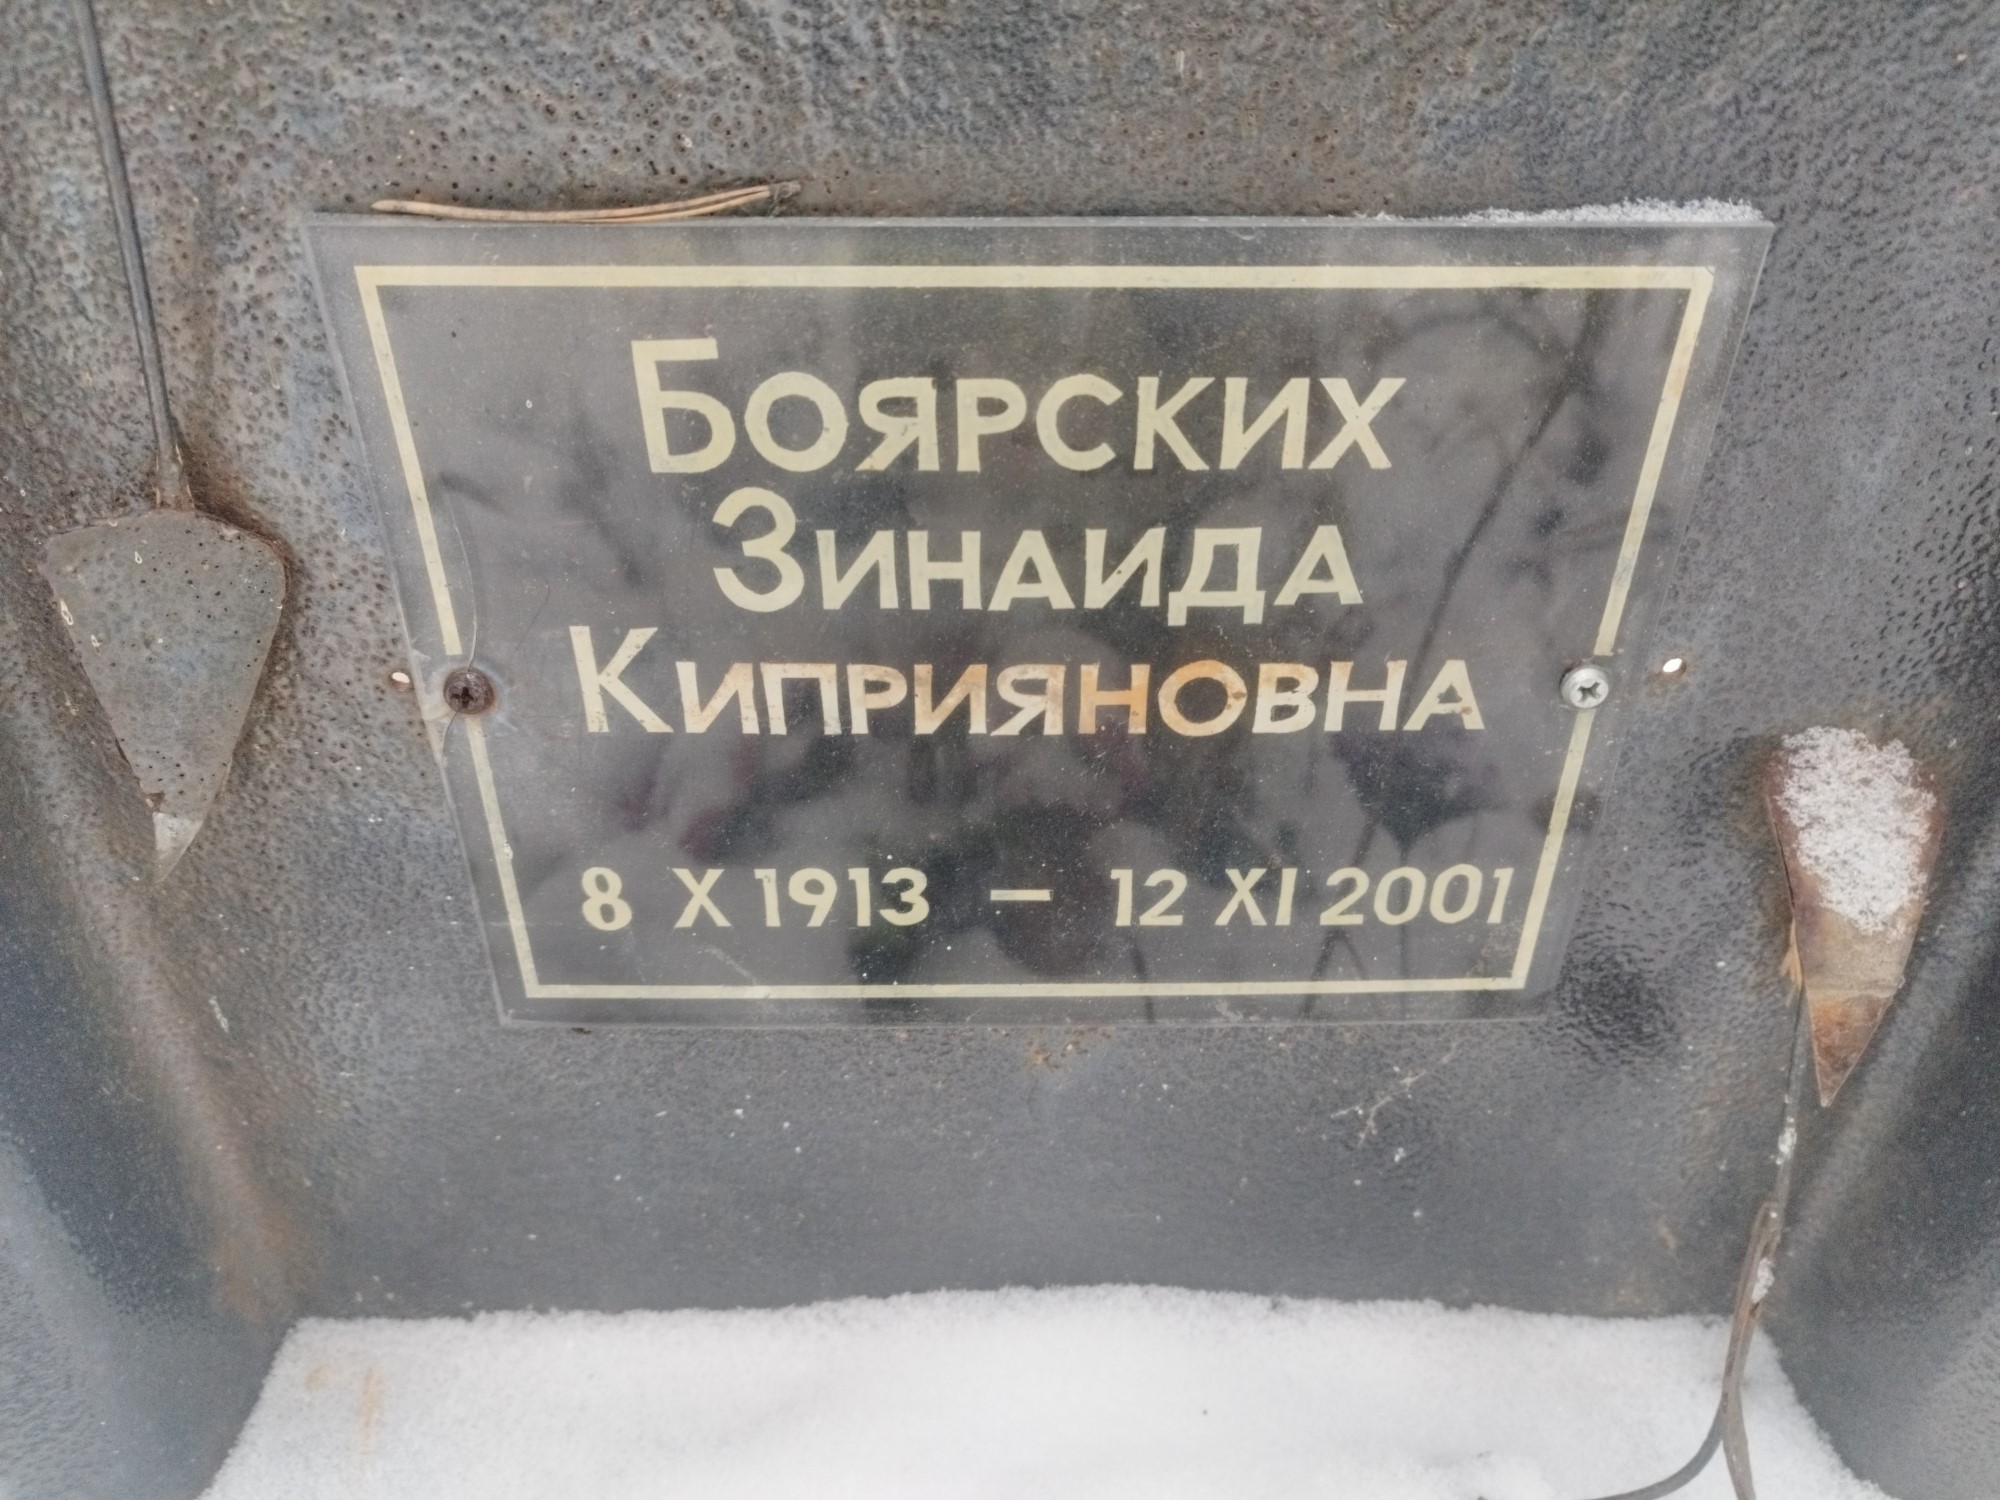 Боярских
Зинаида
Киприяновна
8 X 1913 — 12 XI 2001